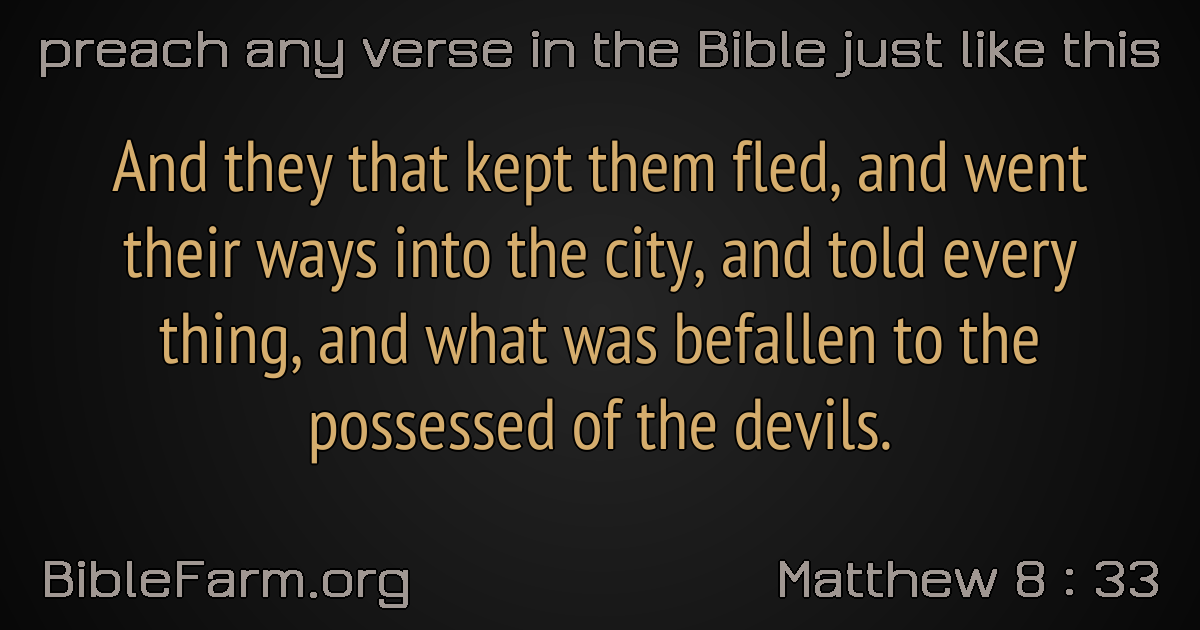 preach any verse in the Bible just like this
And they that kept them fled, and went
their ways into the city, and told every
thing, and what was befallen to the
possessed of the devils.
BibleFarm.org
Matthew 8 : 33